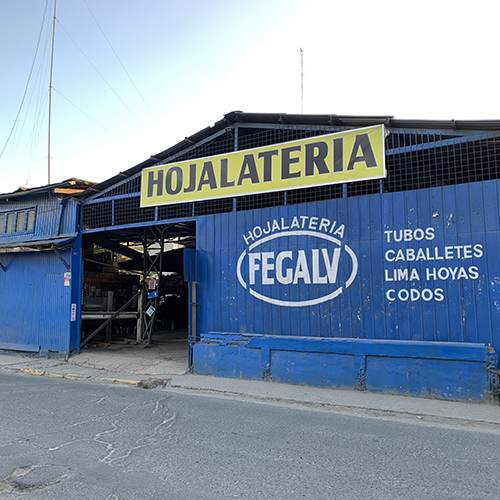 HOJALATERIA
HOJALATERIA
FEGALV
TUBOS
CABALLETES
LIMA HOYAS
CODOS